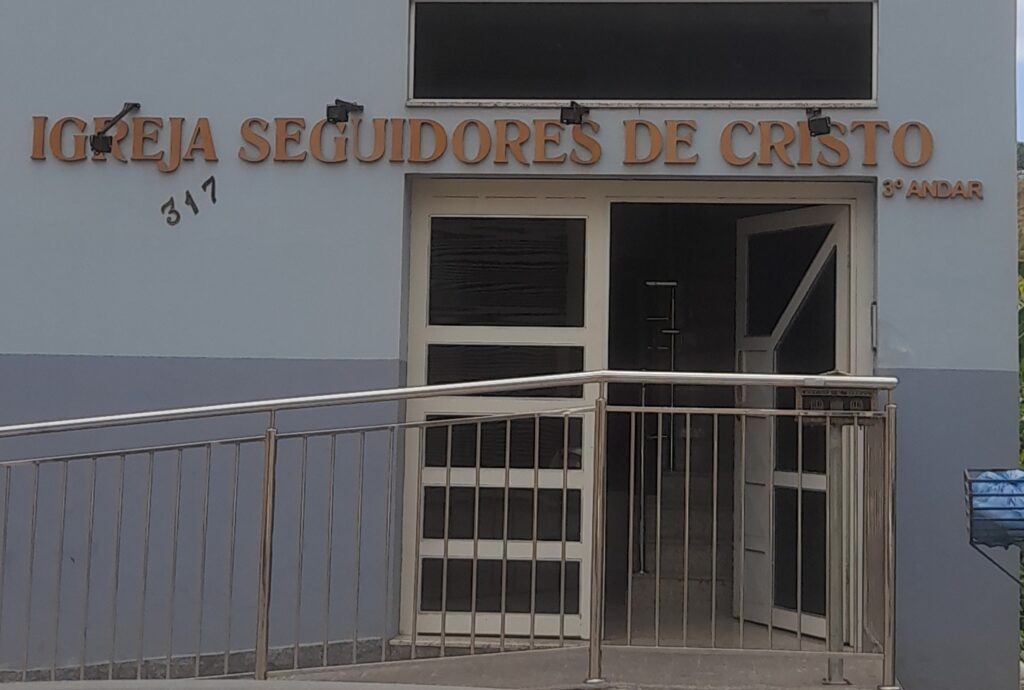 IGREJA SEGUIDORES DE CRISTO
3º ANDAR
317